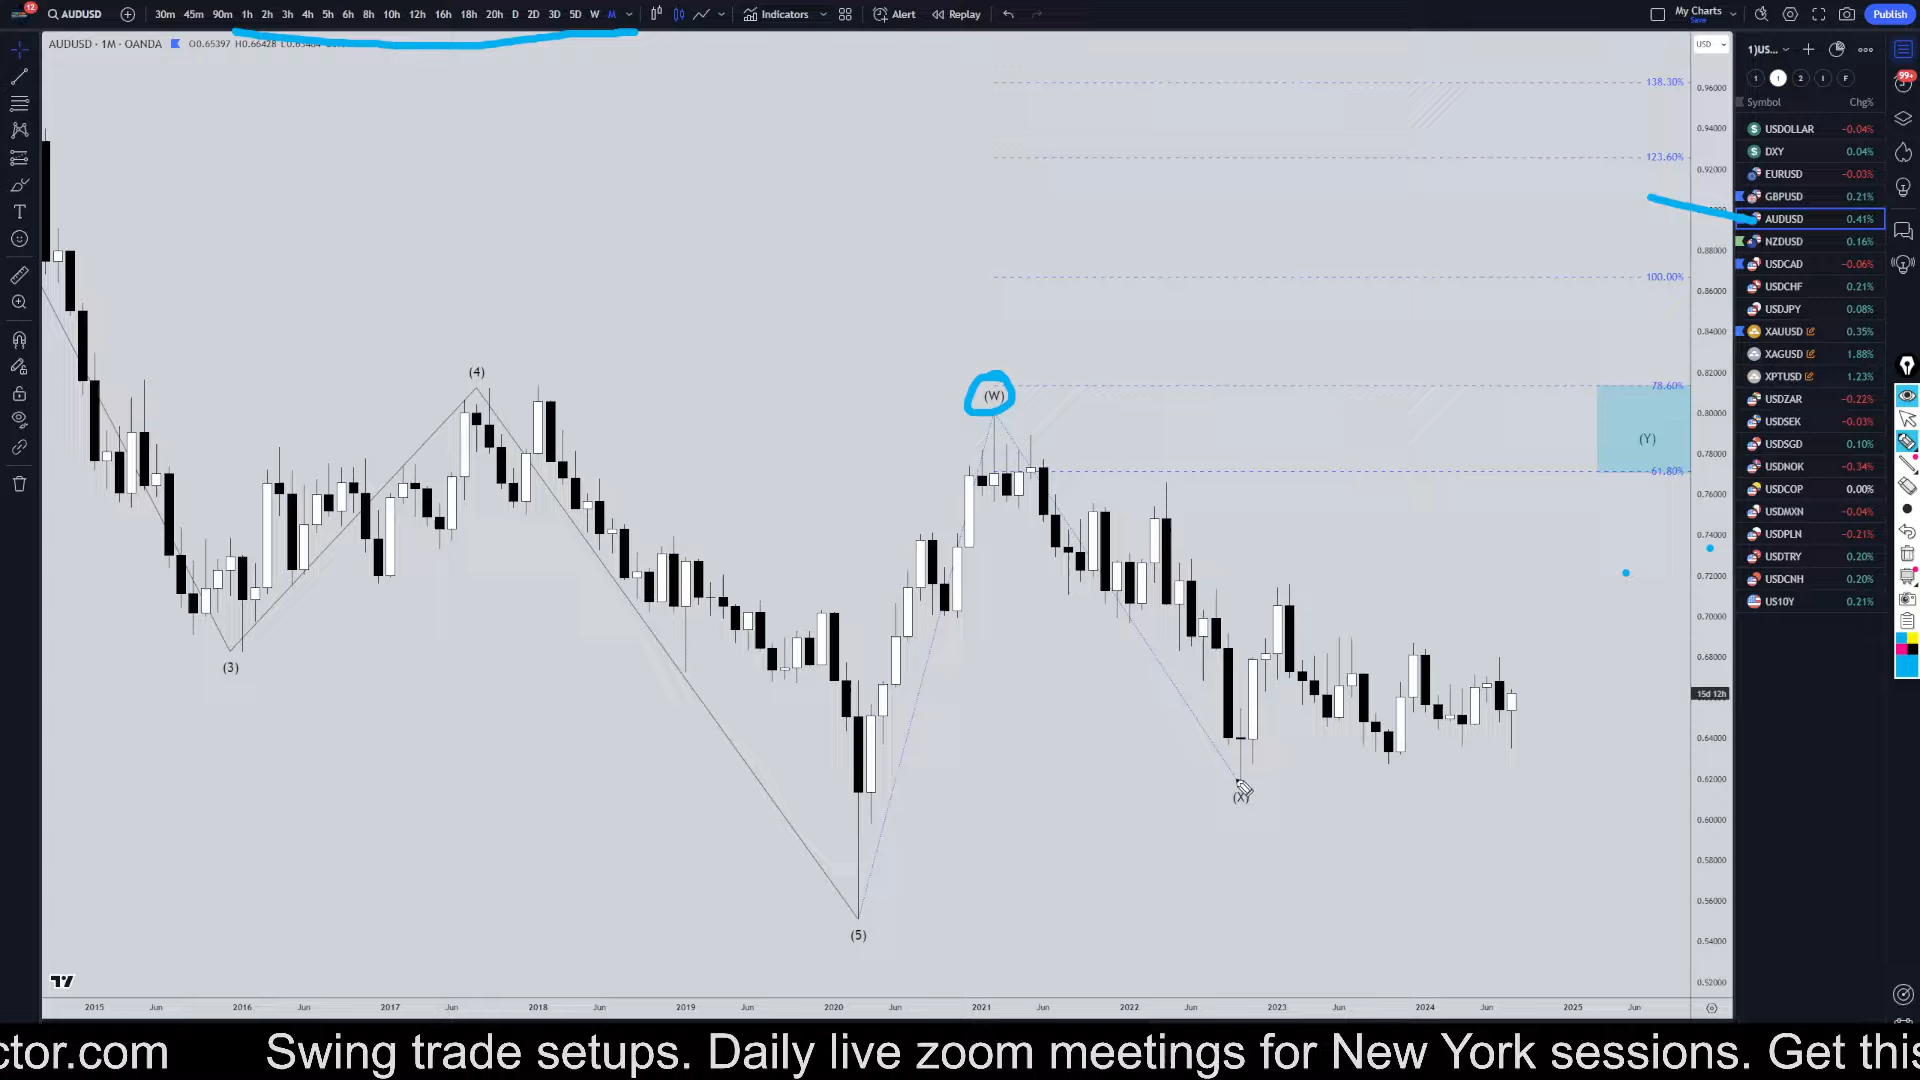 12
AUDUSD
30m 45m 90m 1h 2h 3h 4h 5h 6h 8h 10h 12h 16h 18h 20h D 2D 3D 5D W M
Indicators
Alert
Replay
My Charts
Save
Publish
AUDUSD · 1M · OANDA O0.65397 H0.66428
USD
1)US...
1 1 2 I F
99+
Symbol Chg%
USDOLLAR −0.04%
DXY 0.04%
EURUSD −0.03%
GBPUSD 0.21%
AUDUSD 0.41%
NZDUSD 0.16%
USDCAD −0.06%
USDCHF 0.21%
USDJPY 0.08%
XAUUSD 0.35%
XAGUSD 1.88%
XPTUSD 1.23%
USDZAR −0.22%
USDSEK −0.03%
USDSGD 0.10%
USDNOK −0.34%
USDCOP 0.00%
USDMXN −0.04%
USDPLN −0.21%
USDTRY 0.20%
USDCNH 0.20%
US10Y 0.21%
138.30%
123.60%
100.00%
78.60%
61.80%
(3)
(4)
(5)
(W)
(X)
(Y)
0.96000
0.94000
0.92000
0.88000
0.86000
0.84000
0.82000
0.80000
0.78000
0.76000
0.74000
0.72000
0.70000
0.68000
15d 12h
0.64000
0.62000
0.60000
0.58000
0.56000
0.54000
0.52000
2015 Jun 2016 Jun 2017 Jun 2018 Jun 2019 Jun 2020 Jun 2021 Jun 2022 Jun 2023 Jun 2024 Jun 2025 Jun
ctor.com Swing trade setups. Daily live zoom meetings for New York sessions. Get this